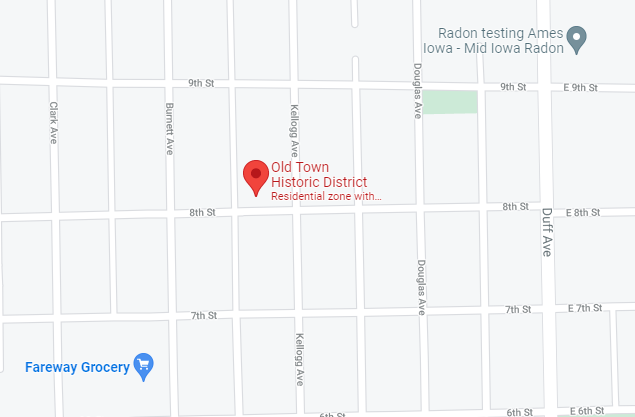 Radon testing Ames
Iowa - Mid Iowa Radon
9th St
9th St
E 9th St
Clark Ave
Burnett Ave
Kellogg Ave
Douglas Ave
Old Town
Historic District
Residential zone with...
8th St
8th St
E 8th St
Duff Ave
Douglas Ave
7th St
7th St
E 7th St
Kellogg Ave
Fareway Grocery
6th St
6th St
E 6th St